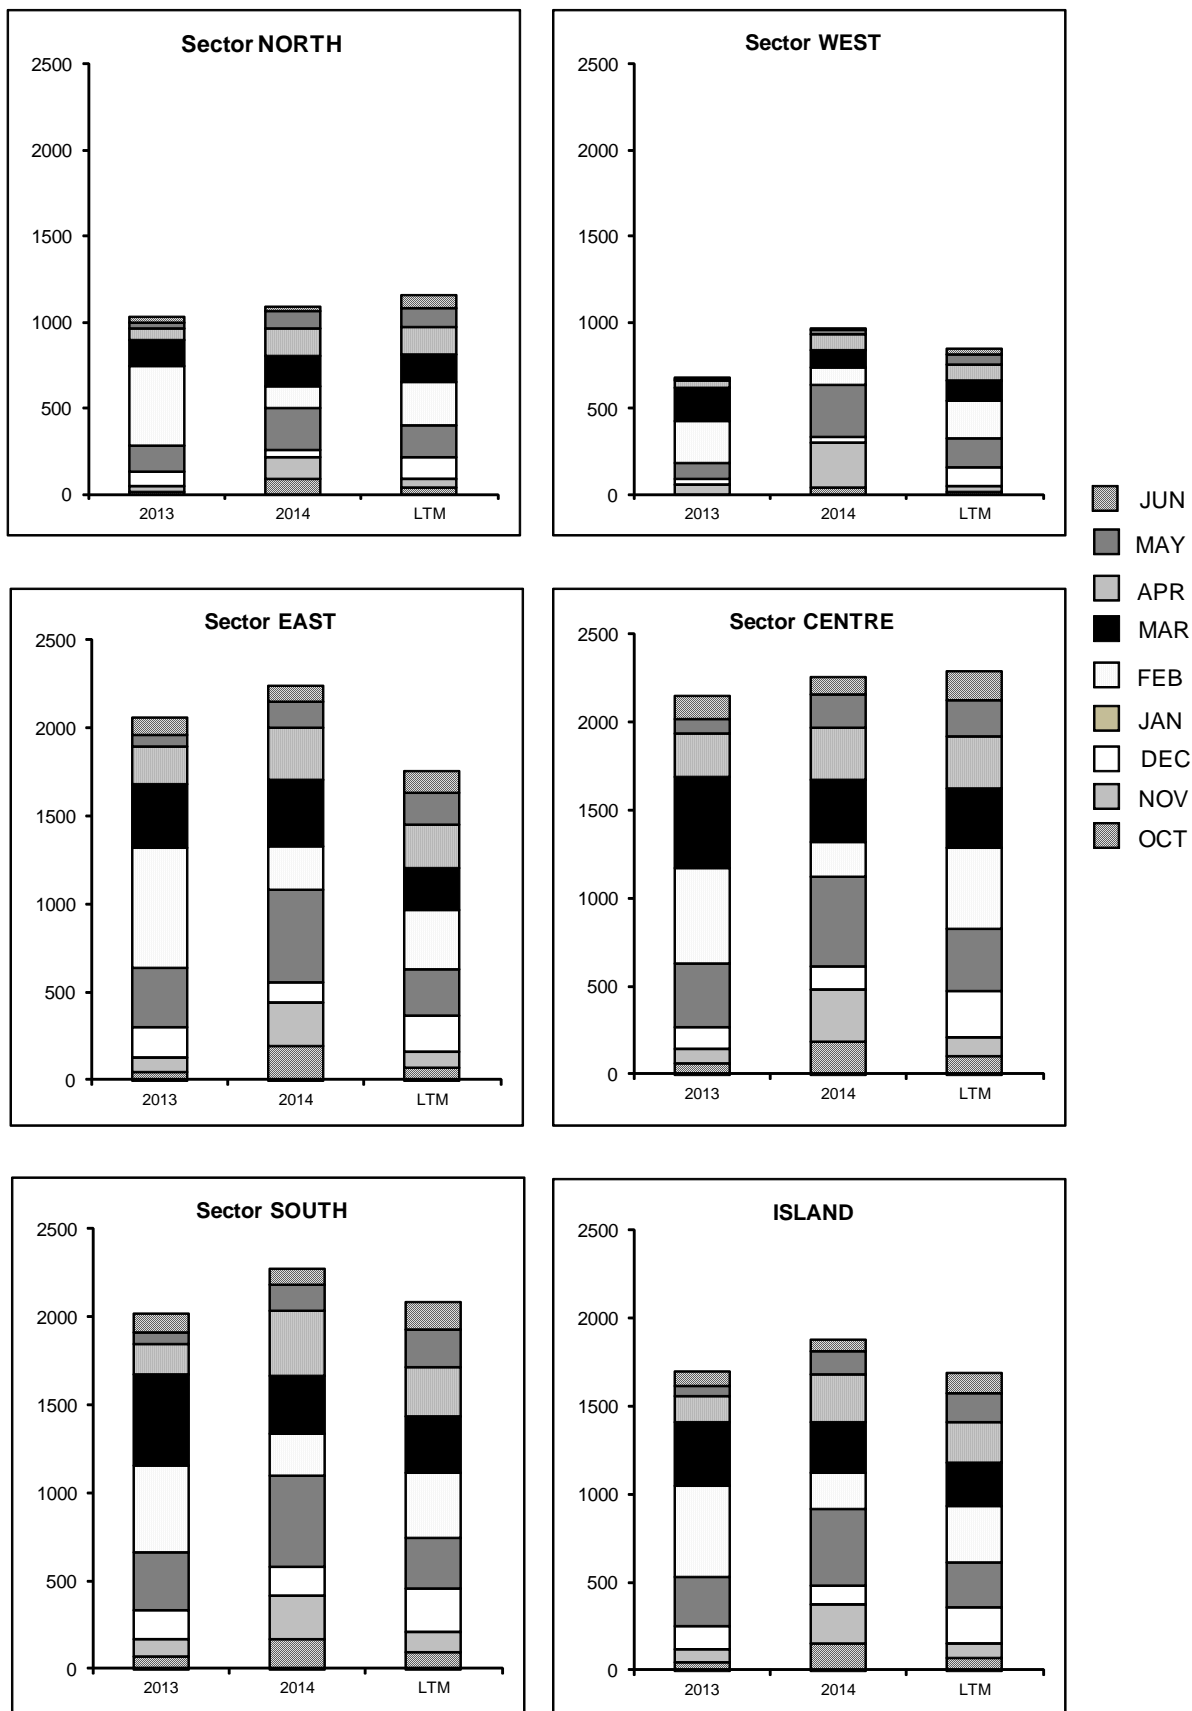 Sector NORTH
2500
2000
1500
1000
500
0
2013 2014 LTM
Sector WEST
2500
2000
1500
1000
500
0
2013 2014 LTM
JUN
MAY
APR
MAR
FEB
JAN
DEC
NOV
OCT
Sector EAST
2500
2000
1500
1000
500
0
2013 2014 LTM
Sector CENTRE
2500
2000
1500
1000
500
0
2013 2014 LTM
Sector SOUTH
2500
2000
1500
1000
500
0
2013 2014 LTM
ISLAND
2500
2000
1500
1000
500
0
2013 2014 LTM